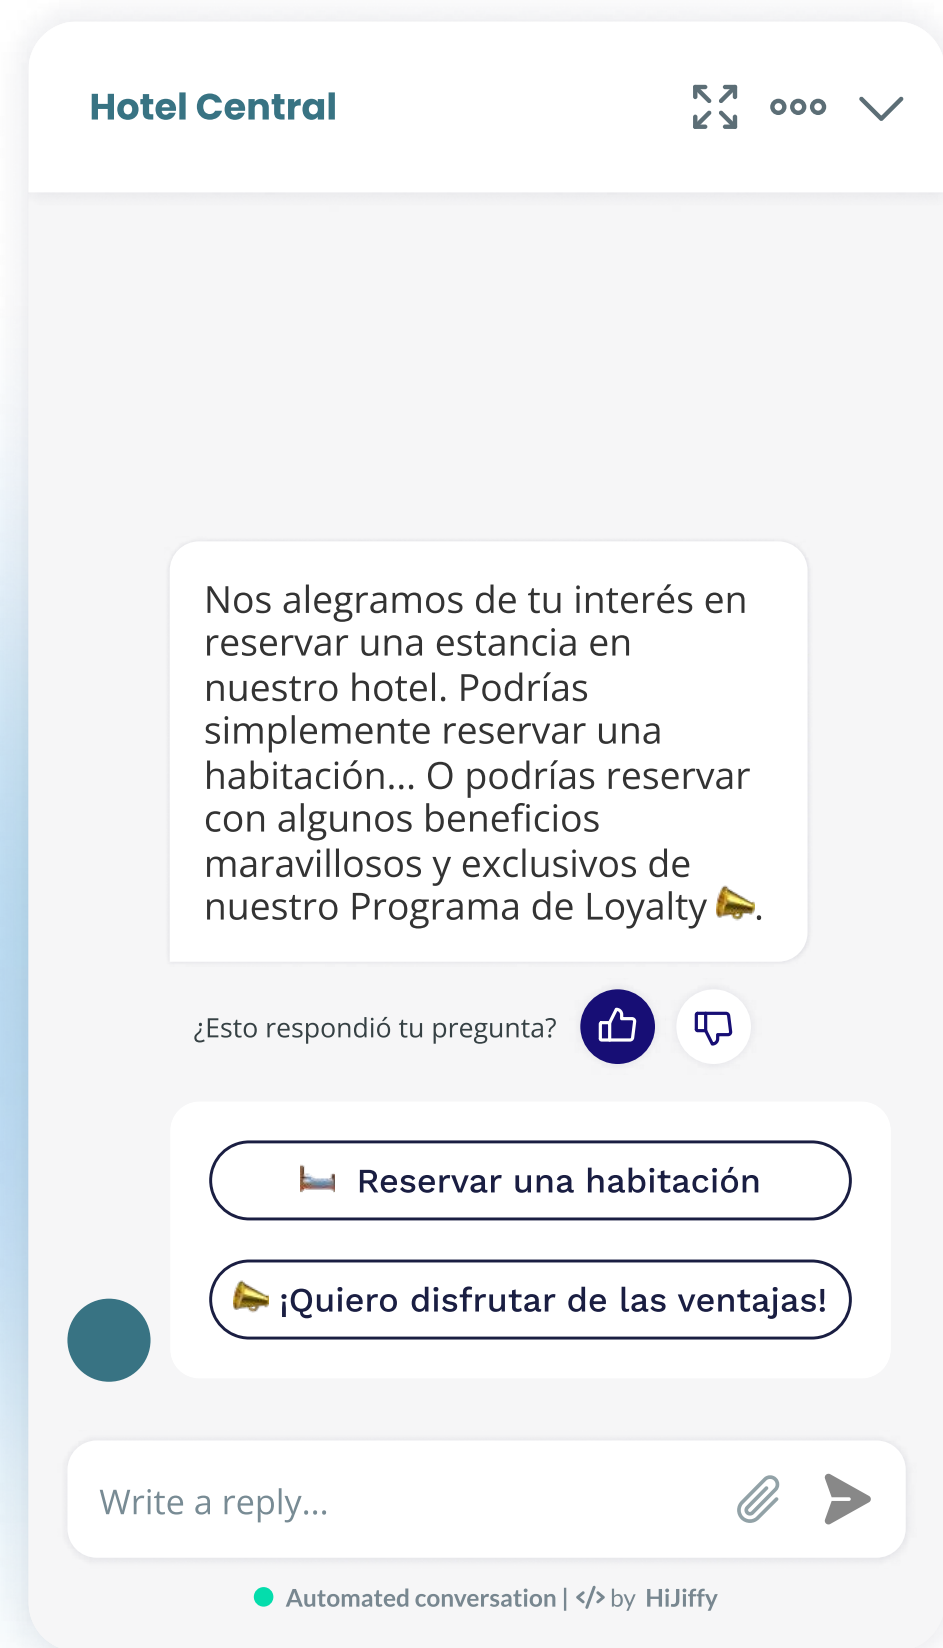 Hotel Central
Nos alegramos de tu interés en
reservar una estancia en
nuestro hotel. Podrías
simplemente reservar una
habitación... O podrías reservar
con algunos beneficios
maravillosos y exclusivos de
nuestro Programa de Loyalty 📣.
¿Esto respondió tu pregunta?
🛏️ Reservar una habitación
📣 ¡Quiero disfrutar de las ventajas!
Write a reply...
Automated conversation | </> by HiJiffy